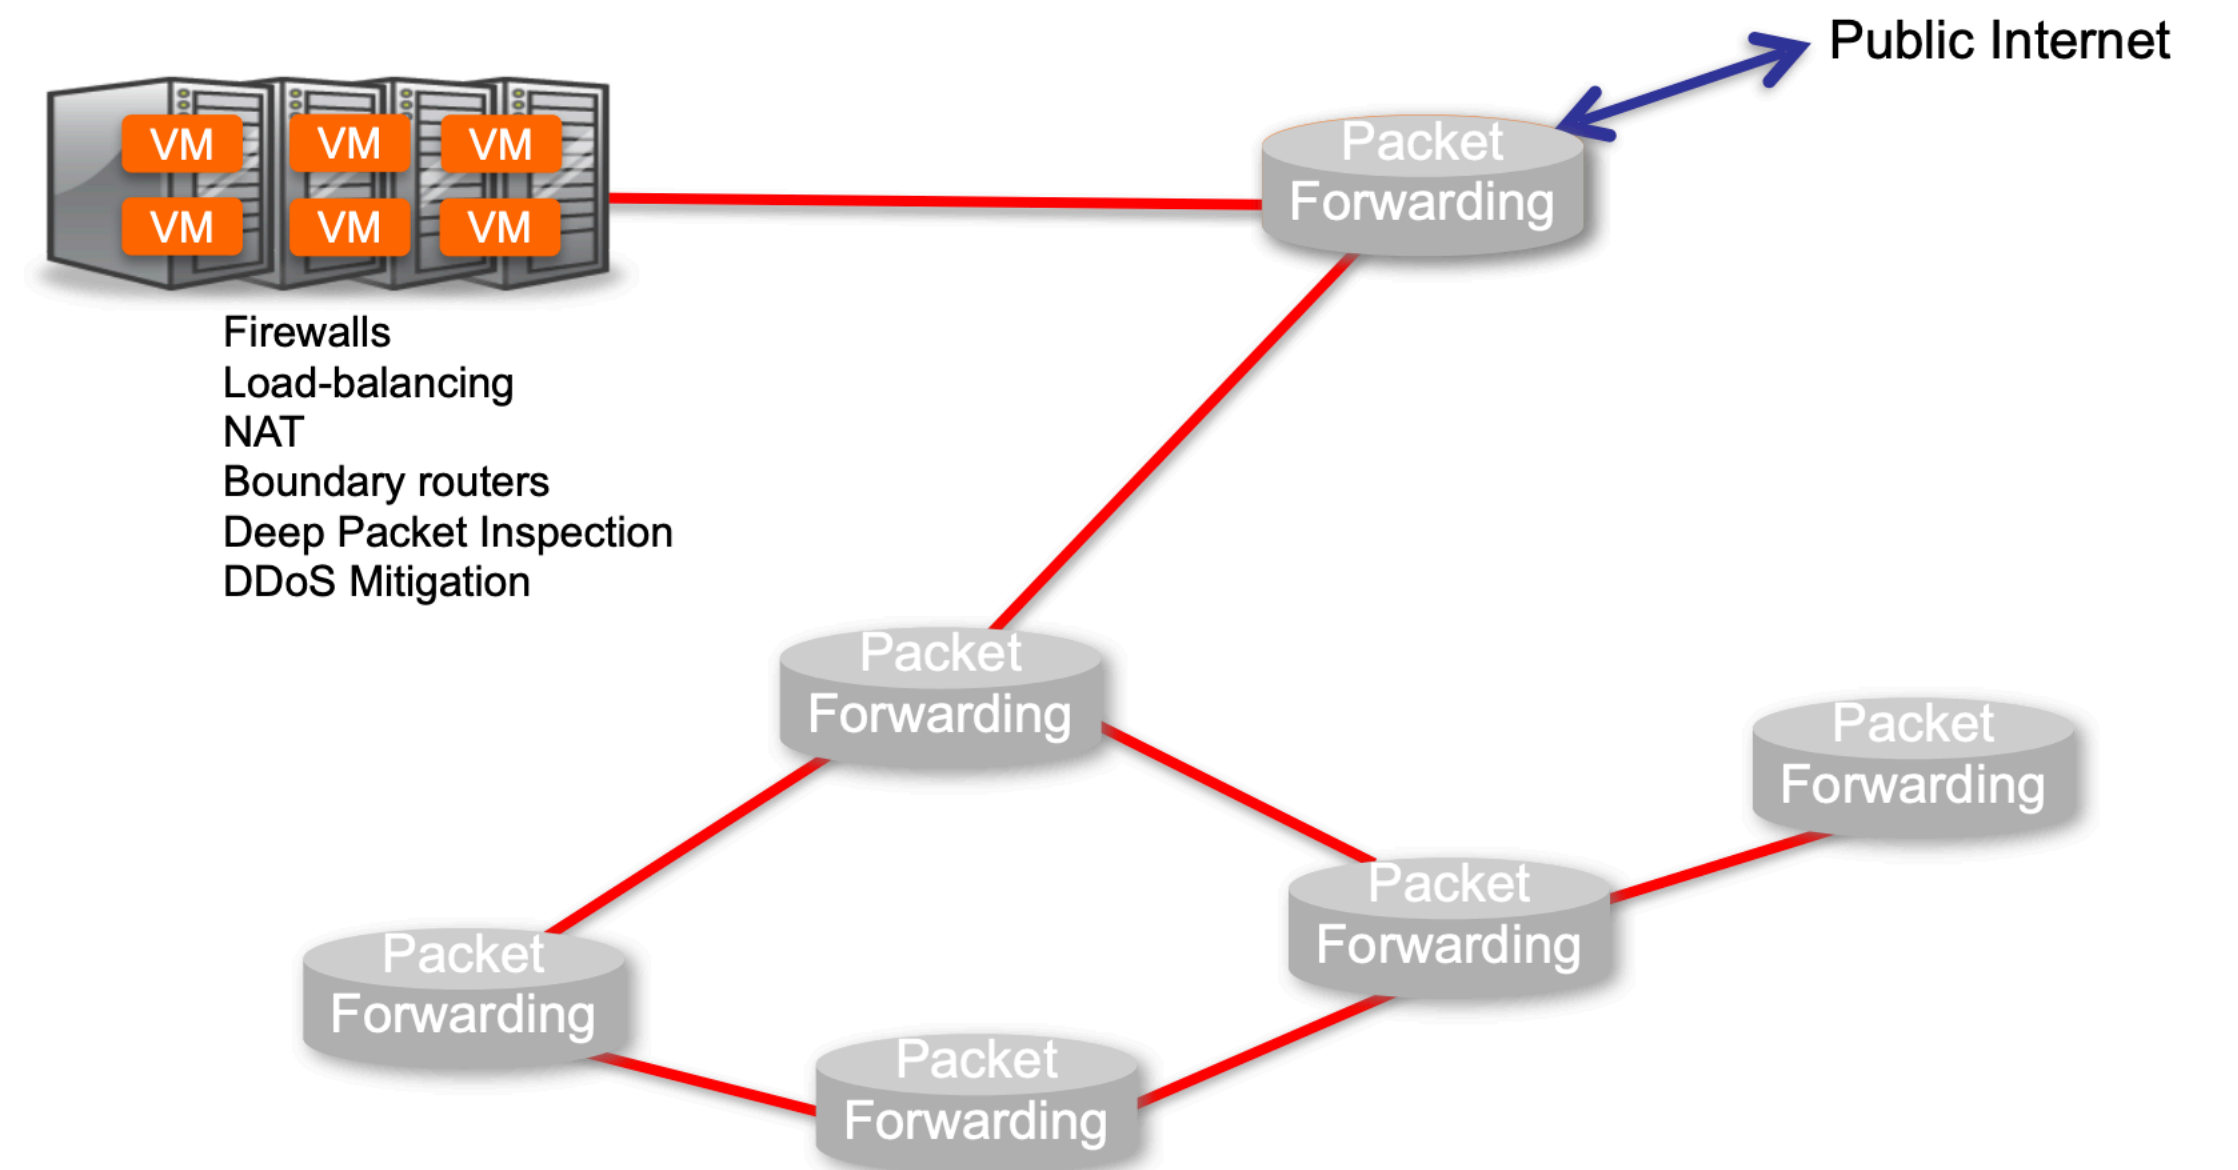 Public Internet
VM VM VM
VM VM VM
Packet
Forwarding
Firewalls
Load-balancing
NAT
Boundary routers
Deep Packet Inspection
DDoS Mitigation
Packet
Forwarding
Packet
Forwarding
Packet
Forwarding
Packet
Forwarding
Packet
Forwarding